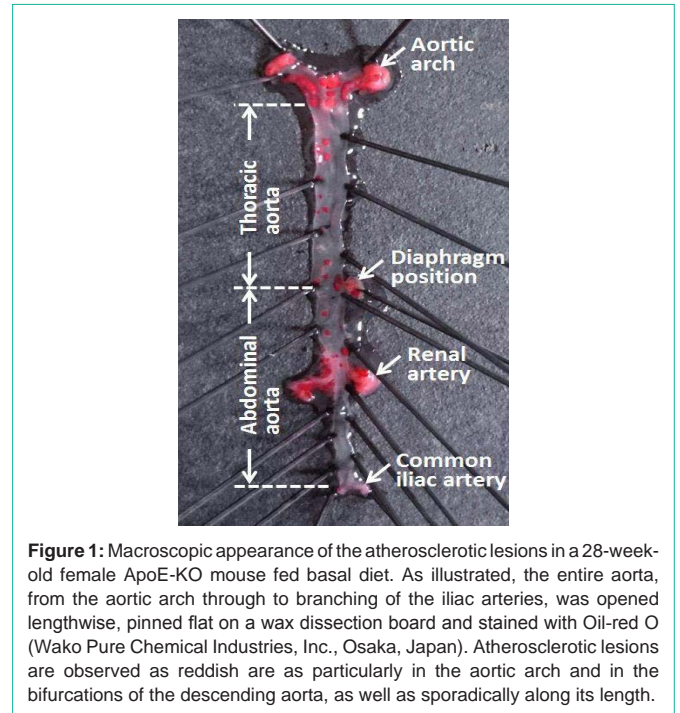 Aortic
arch
Thoracic
aorta
Diaphragm
position
Abdominal
aorta
Renal
artery
Common
iliac artery
Figure 1: Macroscopic appearance of the atherosclerotic lesions in a 28-week-
old female ApoE-KO mouse fed basal diet. As illustrated, the entire aorta,
from the aortic arch through to branching of the iliac arteries, was opened
lengthwise, pinned flat on a wax dissection board and stained with Oil-red O
(Wako Pure Chemical Industries, Inc., Osaka, Japan). Atherosclerotic lesions
are observed as reddish are as particularly in the aortic arch and in the
bifurcations of the descending aorta, as well as sporadically along its length.